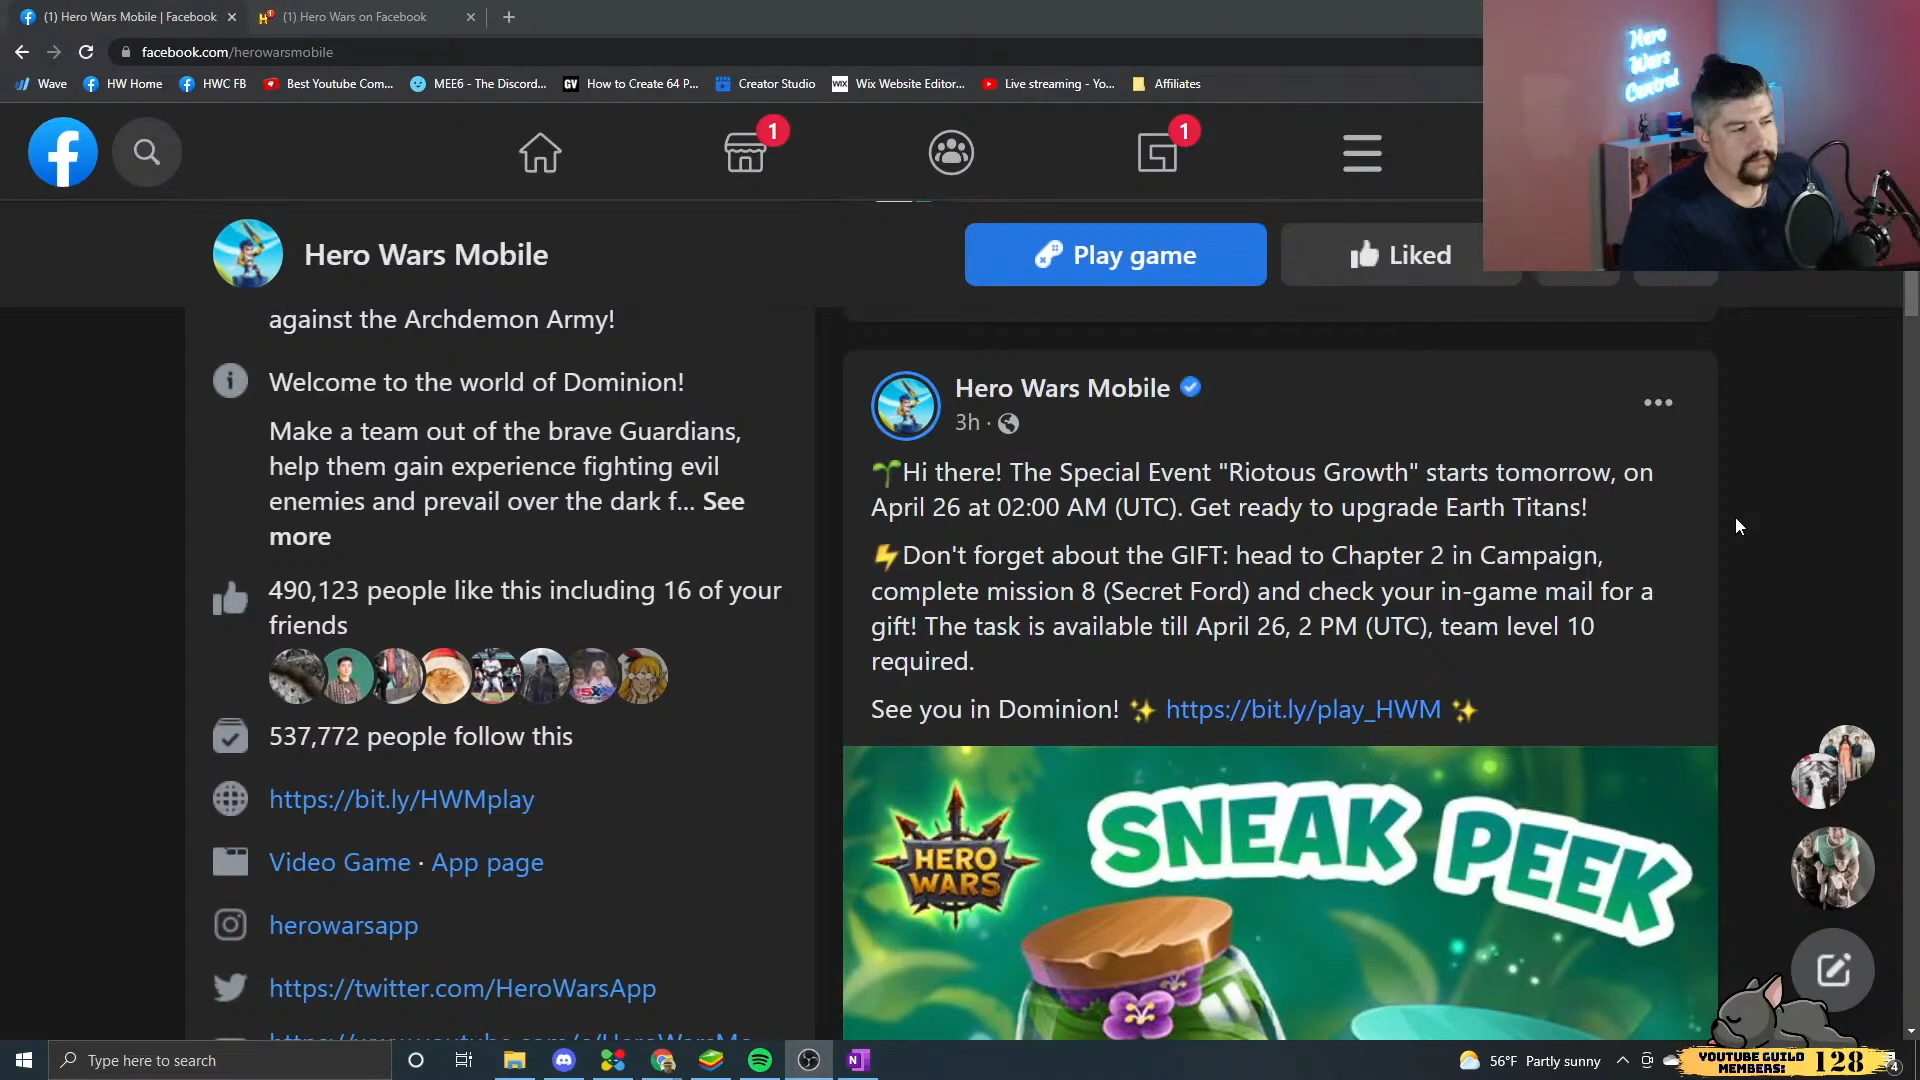 (1) Hero Wars Mobile | Facebook
(1) Hero Wars on Facebook
facebook.com/herowarsmobile
Wave
HW Home
HWC FB
Best Youtube Com...
MEE6 - The Discord...
GV
How to Create 64 P...
Creator Studio
WIX
Wix Website Editor...
Live streaming - Yo...
Affiliates
Hero
Wars
Central
1
1
Hero Wars Mobile
Play game
Liked
against the Archdemon Army!
Welcome to the world of Dominion!
Make a team out of the brave Guardians,
help them gain experience fighting evil
enemies and prevail over the dark f... See
more
490,123 people like this including 16 of your
friends
537,772 people follow this
https://bit.ly/HWMplay
Video Game · App page
herowarsapp
https://twitter.com/HeroWarsApp
Hero Wars Mobile
3h ·
🌱Hi there! The Special Event "Riotous Growth" starts tomorrow, on
April 26 at 02:00 AM (UTC). Get ready to upgrade Earth Titans!
⚡Don't forget about the GIFT: head to Chapter 2 in Campaign,
complete mission 8 (Secret Ford) and check your in-game mail for a
gift! The task is available till April 26, 2 PM (UTC), team level 10
required.
See you in Dominion! ✨ https://bit.ly/play_HWM ✨
HERO
WARS
SNEAK PEEK
Type here to search
56°F Partly sunny
YOUTUBE GUILD
MEMBERS: 128
4